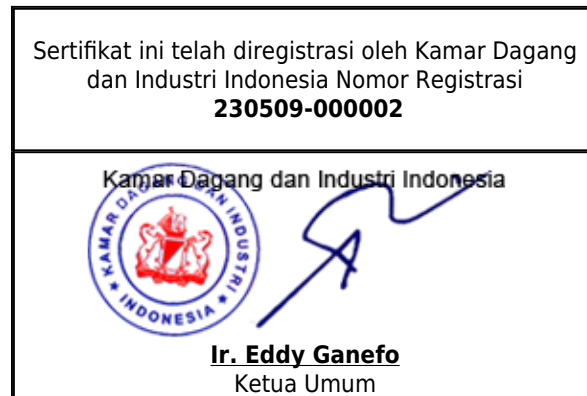 Sertifikat ini telah diregistrasi oleh Kamar Dagang
dan Industri Indonesia Nomor Registrasi
230509-000002
Kamar Dagang dan Industri Indonesia
KAMAR DAGANG DAN INDUSTRI
* INDONESIA *
Ir. Eddy Ganefo
Ketua Umum